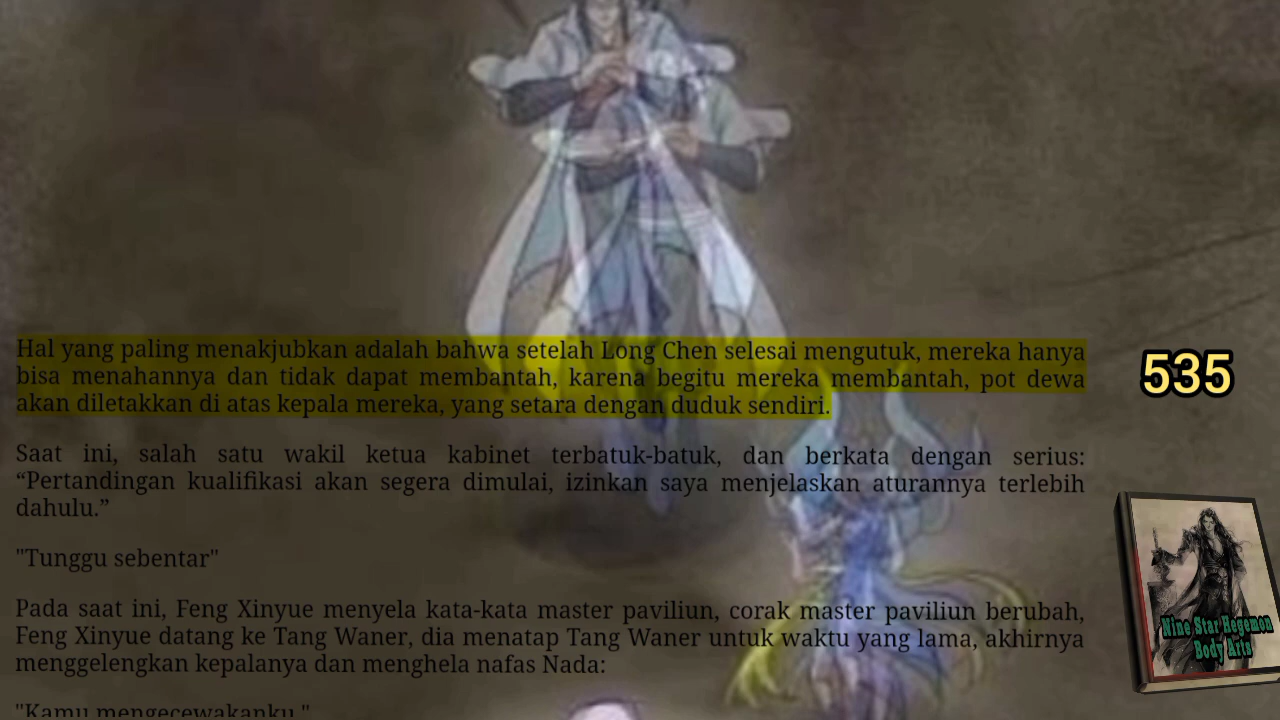 Hal yang paling menakjubkan adalah bahwa setelah Long Chen selesai mengutuk, mereka hanya
bisa menahannya dan tidak dapat membantah, karena begitu mereka membantah, pot dewa
akan diletakkan di atas kepala mereka, yang setara dengan duduk sendiri.
Saat ini, salah satu wakil ketua kabinet terbatuk-batuk, dan berkata dengan serius:
“Pertandingan kualifikasi akan segera dimulai, izinkan saya menjelaskan aturannya terlebih
dahulu.”
"Tunggu sebentar"
Pada saat ini, Feng Xinyue menyela kata-kata master paviliun, corak master paviliun berubah,
Feng Xinyue datang ke Tang Waner, dia menatap Tang Waner untuk waktu yang lama, akhirnya
menggelengkan kepalanya dan menghela nafas Nada:
"Kamu mengecewakanku."
535
Nine Star Hegemon
Body Arts